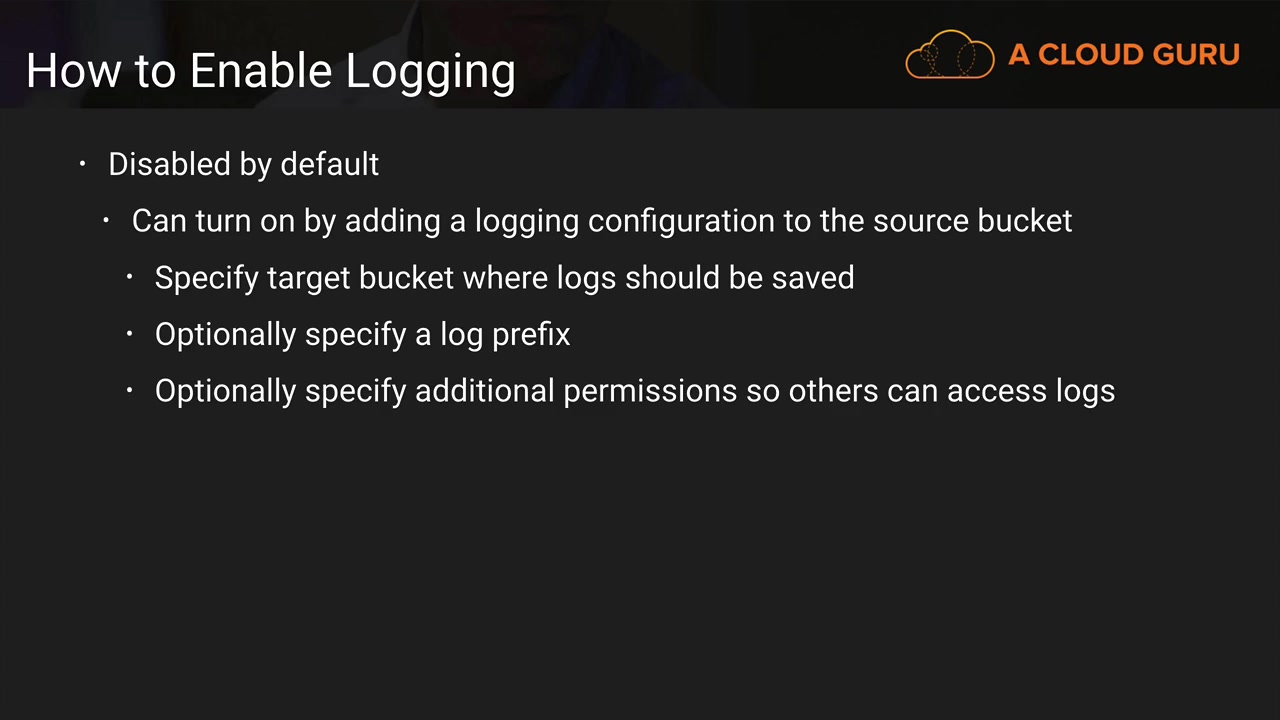 How to Enable Logging
A CLOUD GURU
• Disabled by default
• Can turn on by adding a logging configuration to the source bucket
• Specify target bucket where logs should be saved
• Optionally specify a log prefix
• Optionally specify additional permissions so others can access logs